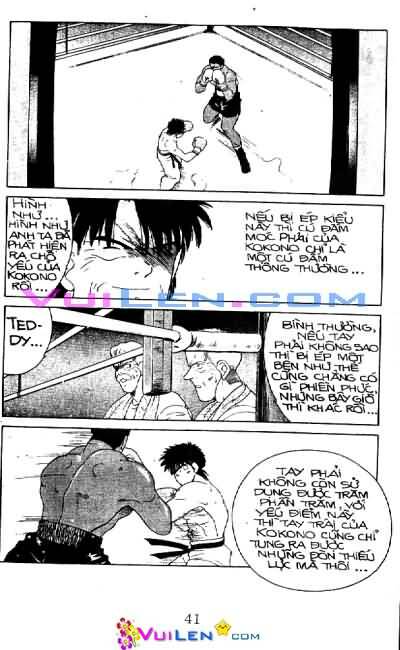 HÌNH
NHƯ...
HÌNH NHƯ
ANH TA ĐÃ
PHÁT HIỆN
RA CHỖ
YẾU CỦA
KOKONO
RỒI...
NẾU BỊ ÉP KIỂU
NÀY THÌ CÚ ĐẤM
MÓC PHẢI CỦA
KOKONO CHỈ LÀ
MỘT CÚ ĐẤM
THÔNG THƯỜNG...
VUILEN.COM
TED-
DY...
BÌNH THƯỜNG,
NẾU TAY
PHẢI KHÔNG SAO
THÌ BỊ ÉP MỘT
BÊN NHƯ THẾ
CŨNG CHẲNG CÓ
GÌ PHIỀN PHỨC,
NHƯNG BÂY GIỜ
THÌ KHÁC RỒI...
TAY PHẢI
KHÔNG CÒN SỬ
DỤNG ĐƯỢC TRĂM
PHẦN TRĂM, VỚI
YẾU ĐIỂM NÀY
THÌ TAY TRÁI CỦA
KOKONO CŨNG CHỈ
TUNG RA ĐƯỢC
NHỮNG ĐÒN THIẾU
LỰC MÀ THÔI...
41
VUILEN.COM